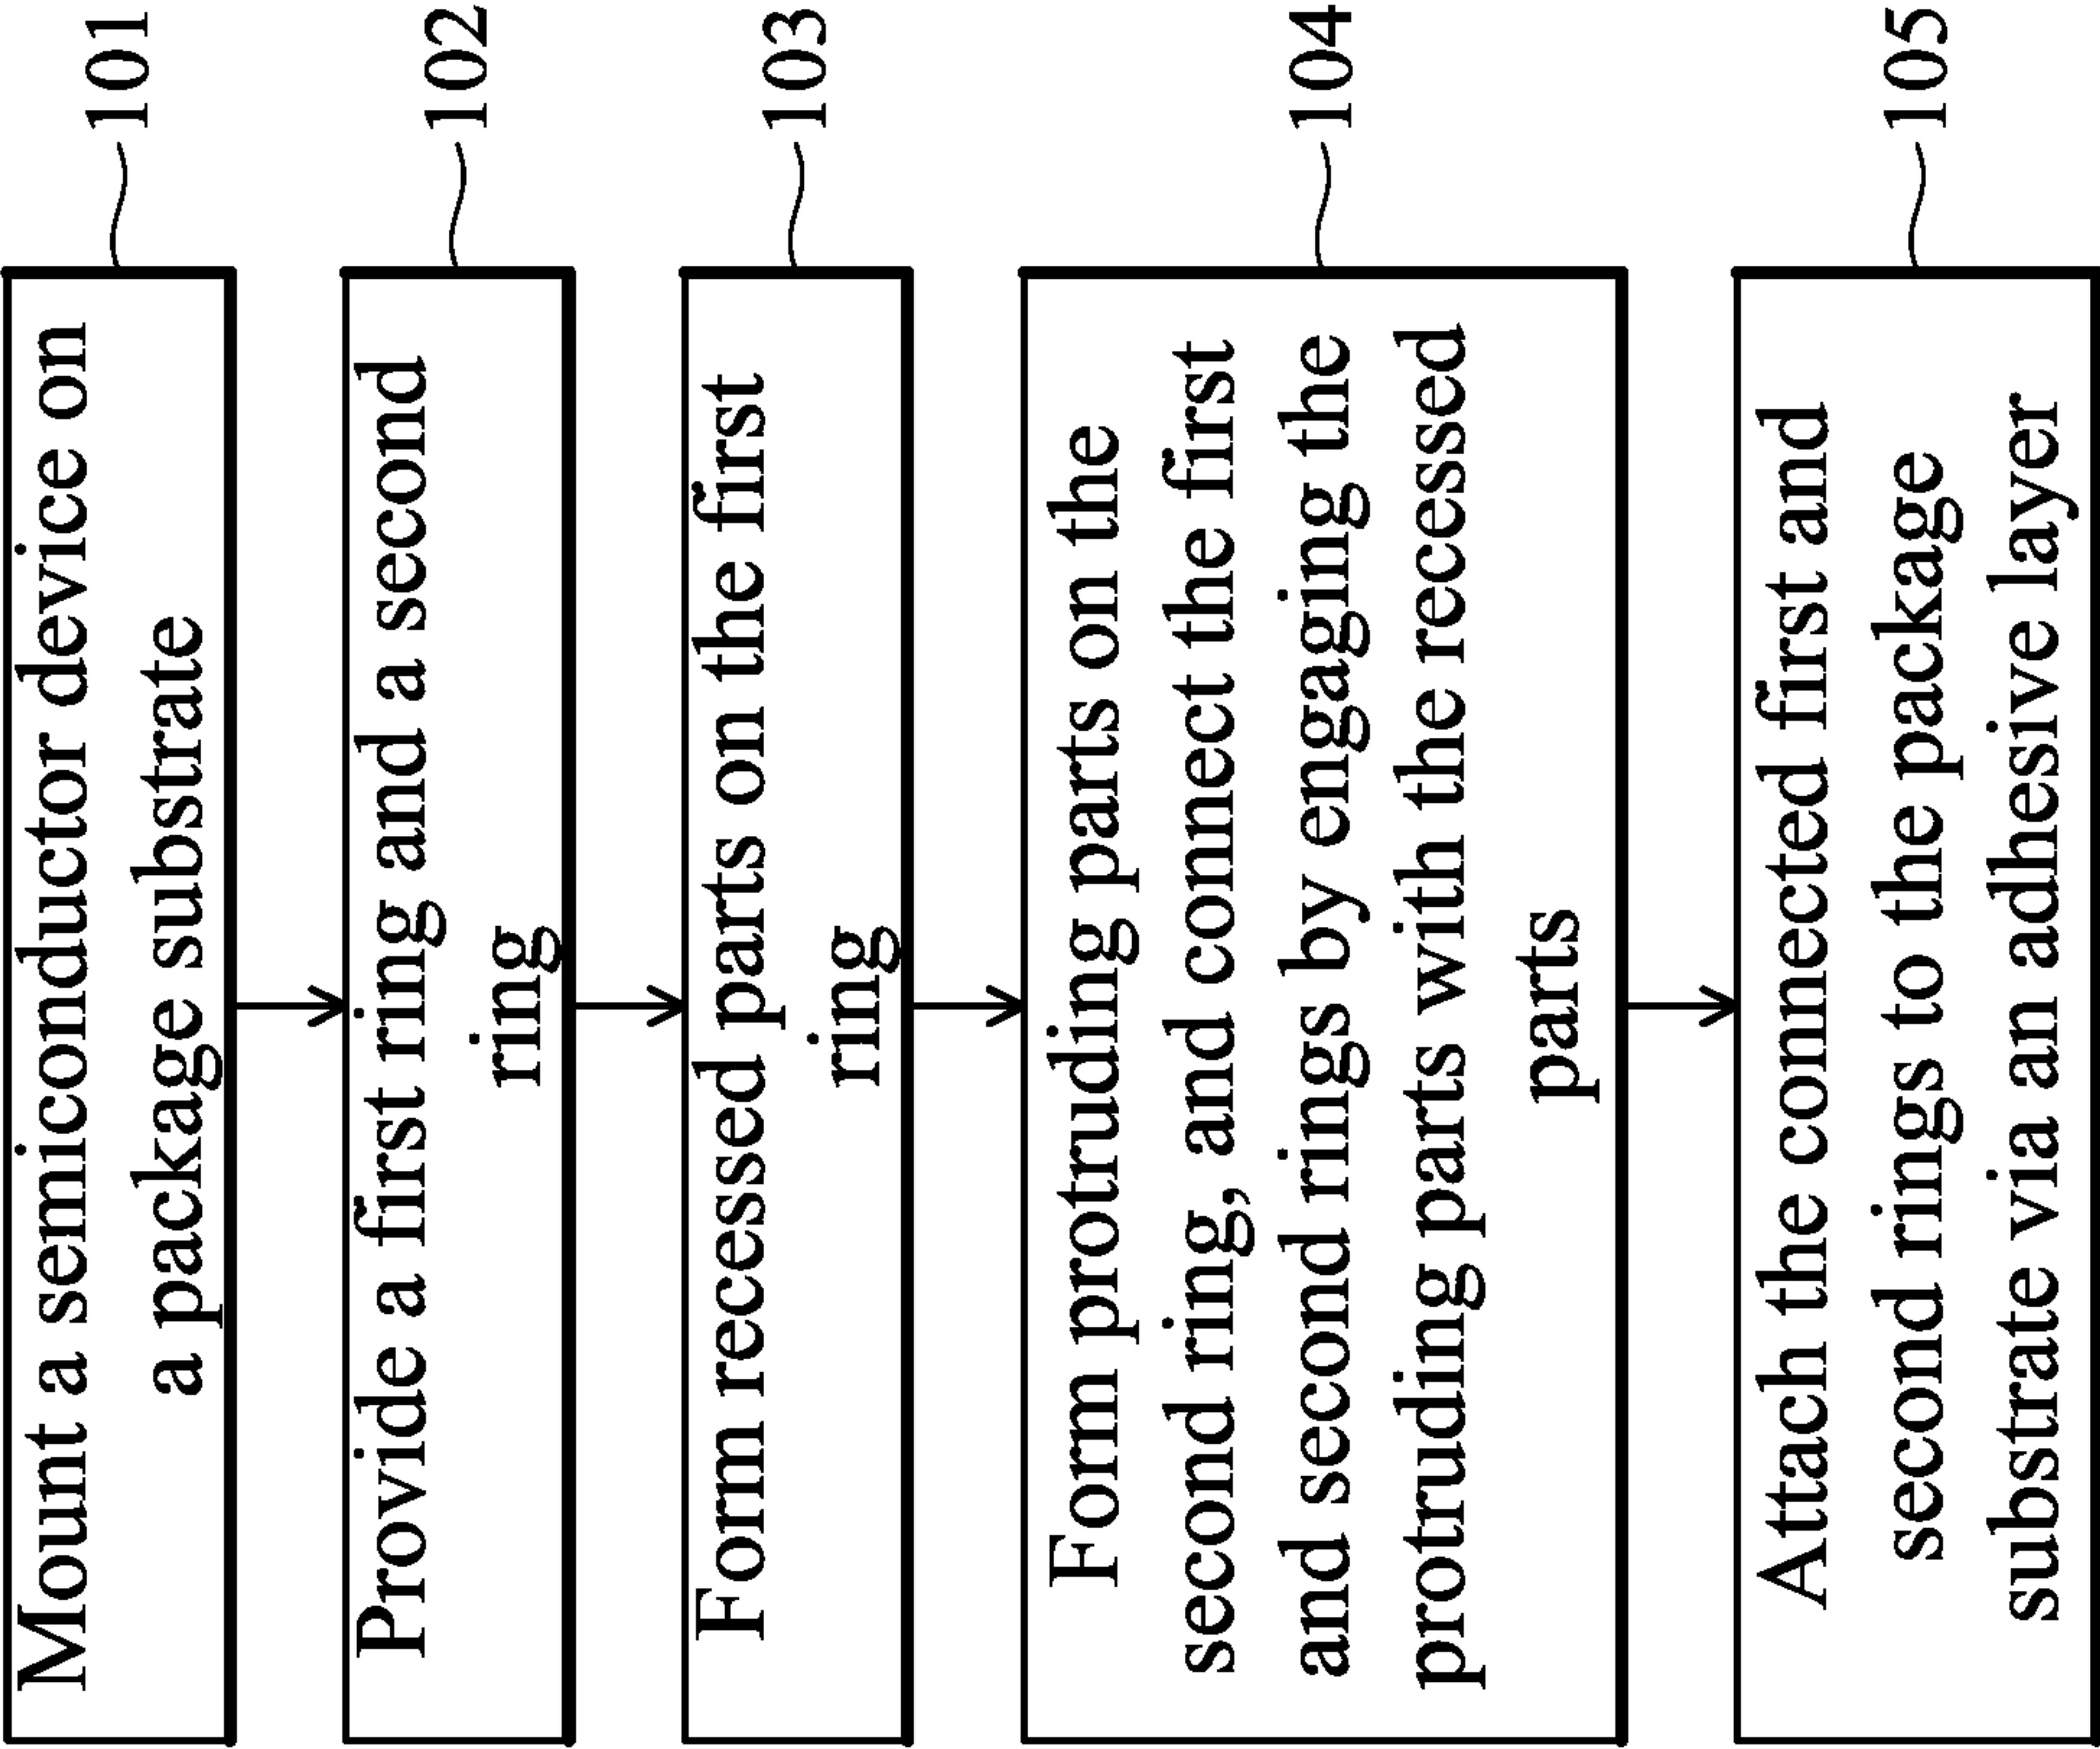 Mount a semiconductor device on
a package substrate
101
Provide a first ring and a second
ring
102
Form recessed parts on the first
ring
103
Form protruding parts on the
second ring, and connect the first
and second rings by engaging the
protruding parts with the recessed
parts
104
Attach the connected first and
second rings to the package
substrate via an adhesive layer
105